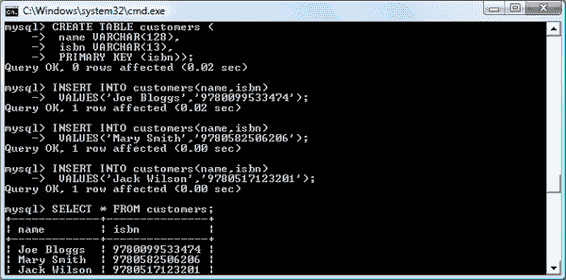 C:\Windows\system32\cmd.exe
mysql> CREATE TABLE customers (
    ->  name VARCHAR(128),
    ->  isbn VARCHAR(13),
    ->  PRIMARY KEY (isbn));
Query OK, 0 rows affected (0.02 sec)
mysql> INSERT INTO customers(name,isbn)
    ->  VALUES('Joe Bloggs','9780099533474');
Query OK, 1 row affected (0.02 sec)
mysql> INSERT INTO customers(name,isbn)
    ->  VALUES('Mary Smith','9780582506206');
Query OK, 1 row affected (0.00 sec)
mysql> INSERT INTO customers(name,isbn)
    ->  VALUES('Jack Wilson','9780517123201');
Query OK, 1 row affected (0.00 sec)
mysql> SELECT * FROM customers;
+-------------+---------------+
| name        | isbn          |
+-------------+---------------+
| Joe Bloggs  | 9780099533474 |
| Mary Smith  | 9780582506206 |
| Jack Wilson | 9780517123201 |